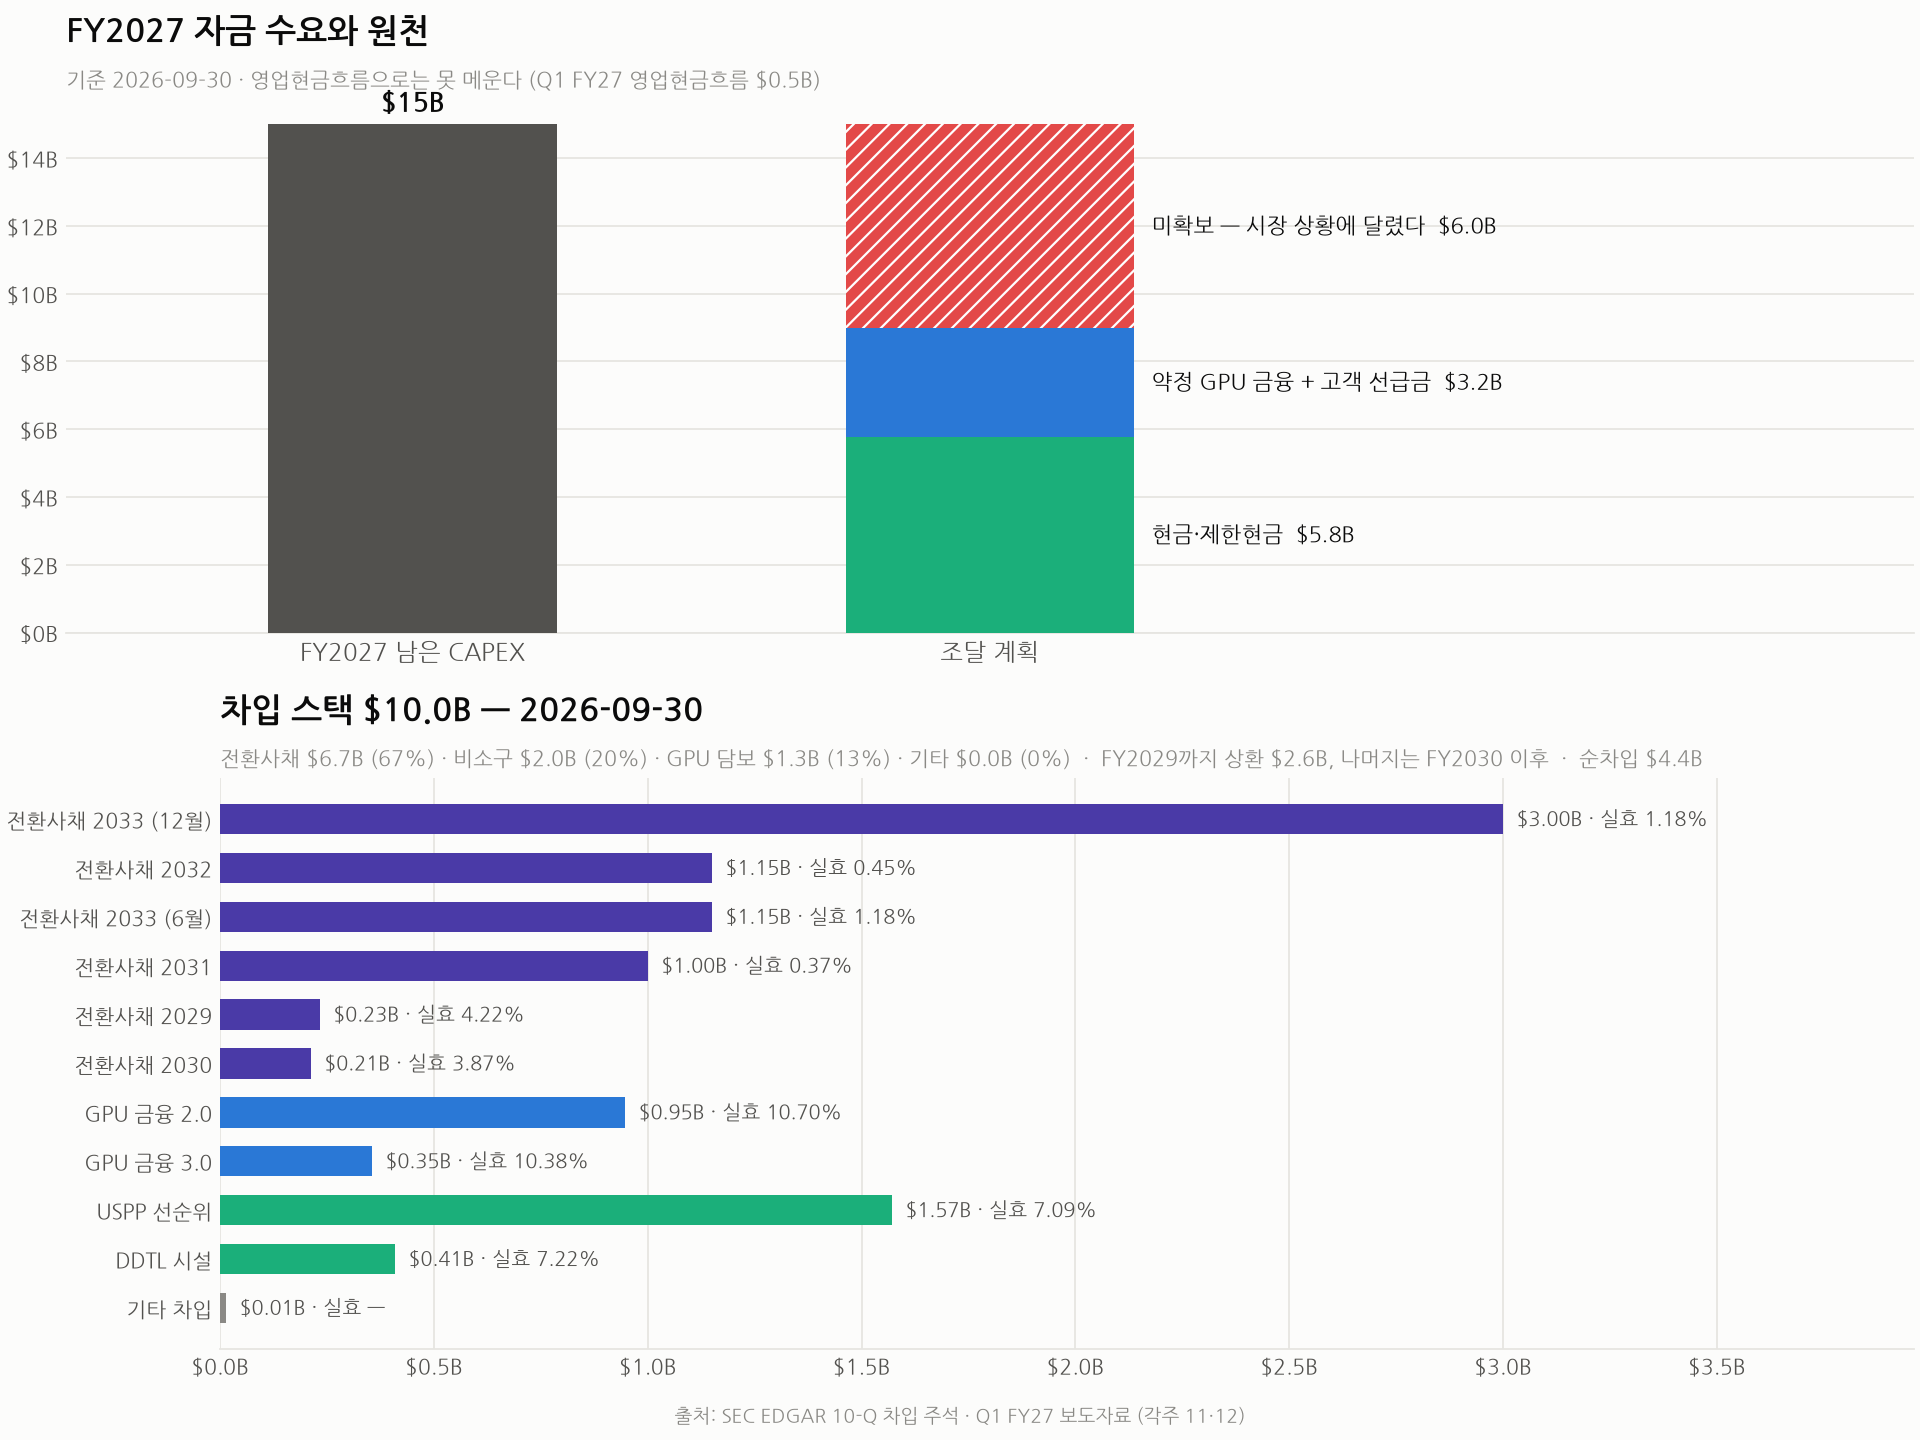 FY2027 자금 수요와 원천
기준 2026-09-30 · 영업현금흐름으로는 못 메운다 (Q1 FY27 영업현금흐름 $0.5B)
$15B
$14B
$12B
$10B
$8B
$6B
$4B
$2B
$0B
미확보 — 시장 상황에 달렸다 $6.0B
약정 GPU 금융 + 고객 선급금 $3.2B
현금·제한현금 $5.8B
FY2027 남은 CAPEX
조달 계획
차입 스택 $10.0B — 2026-09-30
전환사채 $6.7B (67%) · 비소구 $2.0B (20%) · GPU 담보 $1.3B (13%) · 기타 $0.0B (0%) · FY2029까지 상환 $2.6B, 나머지는 FY2030 이후 · 순차입 $4.4B
전환사채 2033 (12월) $3.00B · 실효 1.18%
전환사채 2032 $1.15B · 실효 0.45%
전환사채 2033 (6월) $1.15B · 실효 1.18%
전환사채 2031 $1.00B · 실효 0.37%
전환사채 2029 $0.23B · 실효 4.22%
전환사채 2030 $0.21B · 실효 3.87%
GPU 금융 2.0 $0.95B · 실효 10.70%
GPU 금융 3.0 $0.35B · 실효 10.38%
USPP 선순위 $1.57B · 실효 7.09%
DDTL 시설 $0.41B · 실효 7.22%
기타 차입 $0.01B · 실효 —
$0.0B $0.5B $1.0B $1.5B $2.0B $2.5B $3.0B $3.5B
출처: SEC EDGAR 10-Q 차입 주석 · Q1 FY27 보도자료 (각주 11·12)